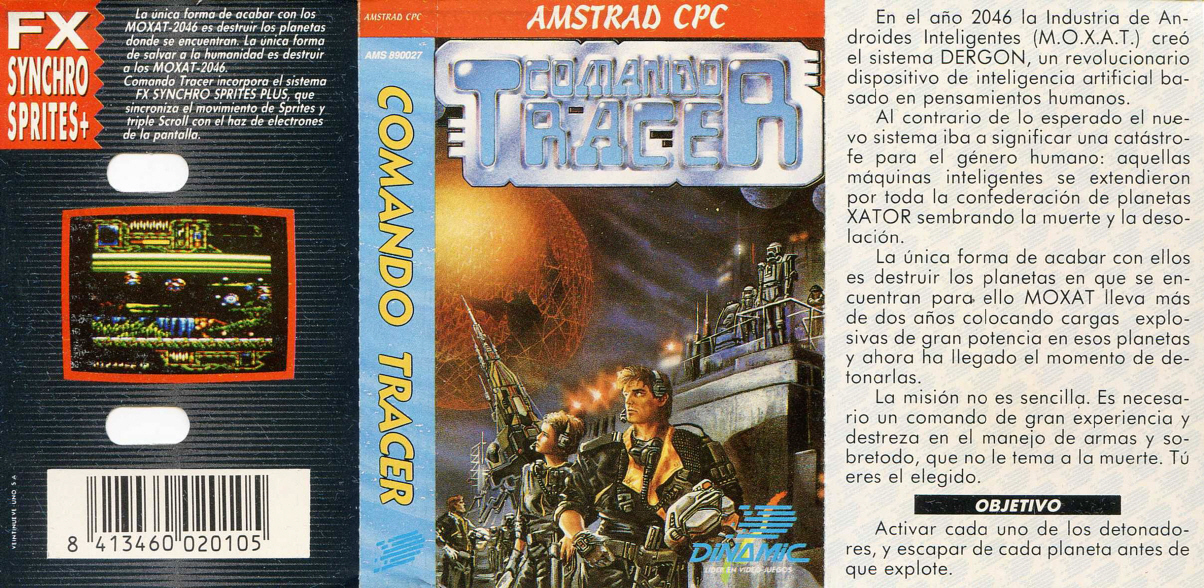 FX
SYNCHRO
SPRITES+
La única forma de acabar con los
MOXAT-2046 es destruir los planetas
donde se encuentran. La única forma
de salvar a la humanidad es destruir
a los MOXAT-2046.
Comando Tracer incorpora el sistema
FX SYNCHRO SPRITES PLUS, que
sincroniza el movimiento de Sprites y
triple Scroll con el haz de electrones
de la pantalla.
VEINTINUEVE UNO, S.A.
8 413460 020105
AMSTRAD CPC
AMS 890027
COMANDO TRACER
AMSTRAD CPC
COMANDO
TRACER
DINAMIC
LIDER EN VIDEO-JUEGOS
En el año 2046 la Industria de An-
droides Inteligentes (M.O.X.A.T.) creó
el sistema DERGON, un revolucionario
dispositivo de inteligencia artificial ba-
sado en pensamientos humanos.
Al contrario de lo esperado el nue-
vo sistema iba a significar una catástro-
fe para el género humano: aquellas
máquinas inteligentes se extendieron
por toda la confederación de planetas
XATOR sembrando la muerte y la deso-
lación.
La única forma de acabar con ellos
es destruir los planetas en que se en-
cuentran para ello MOXAT lleva más
de dos años colocando cargas explo-
sivas de gran potencia en esos planetas
y ahora ha llegado el momento de de-
tonarlas.
La misión no es sencilla. Es necesa-
rio un comando de gran experiencia y
destreza en el manejo de armas y so-
bretodo, que no le tema a la muerte. Tú
eres el elegido.
OBJETIVO
Activar cada uno de los detonado-
res, y escapar de cada planeta antes de
que explote.